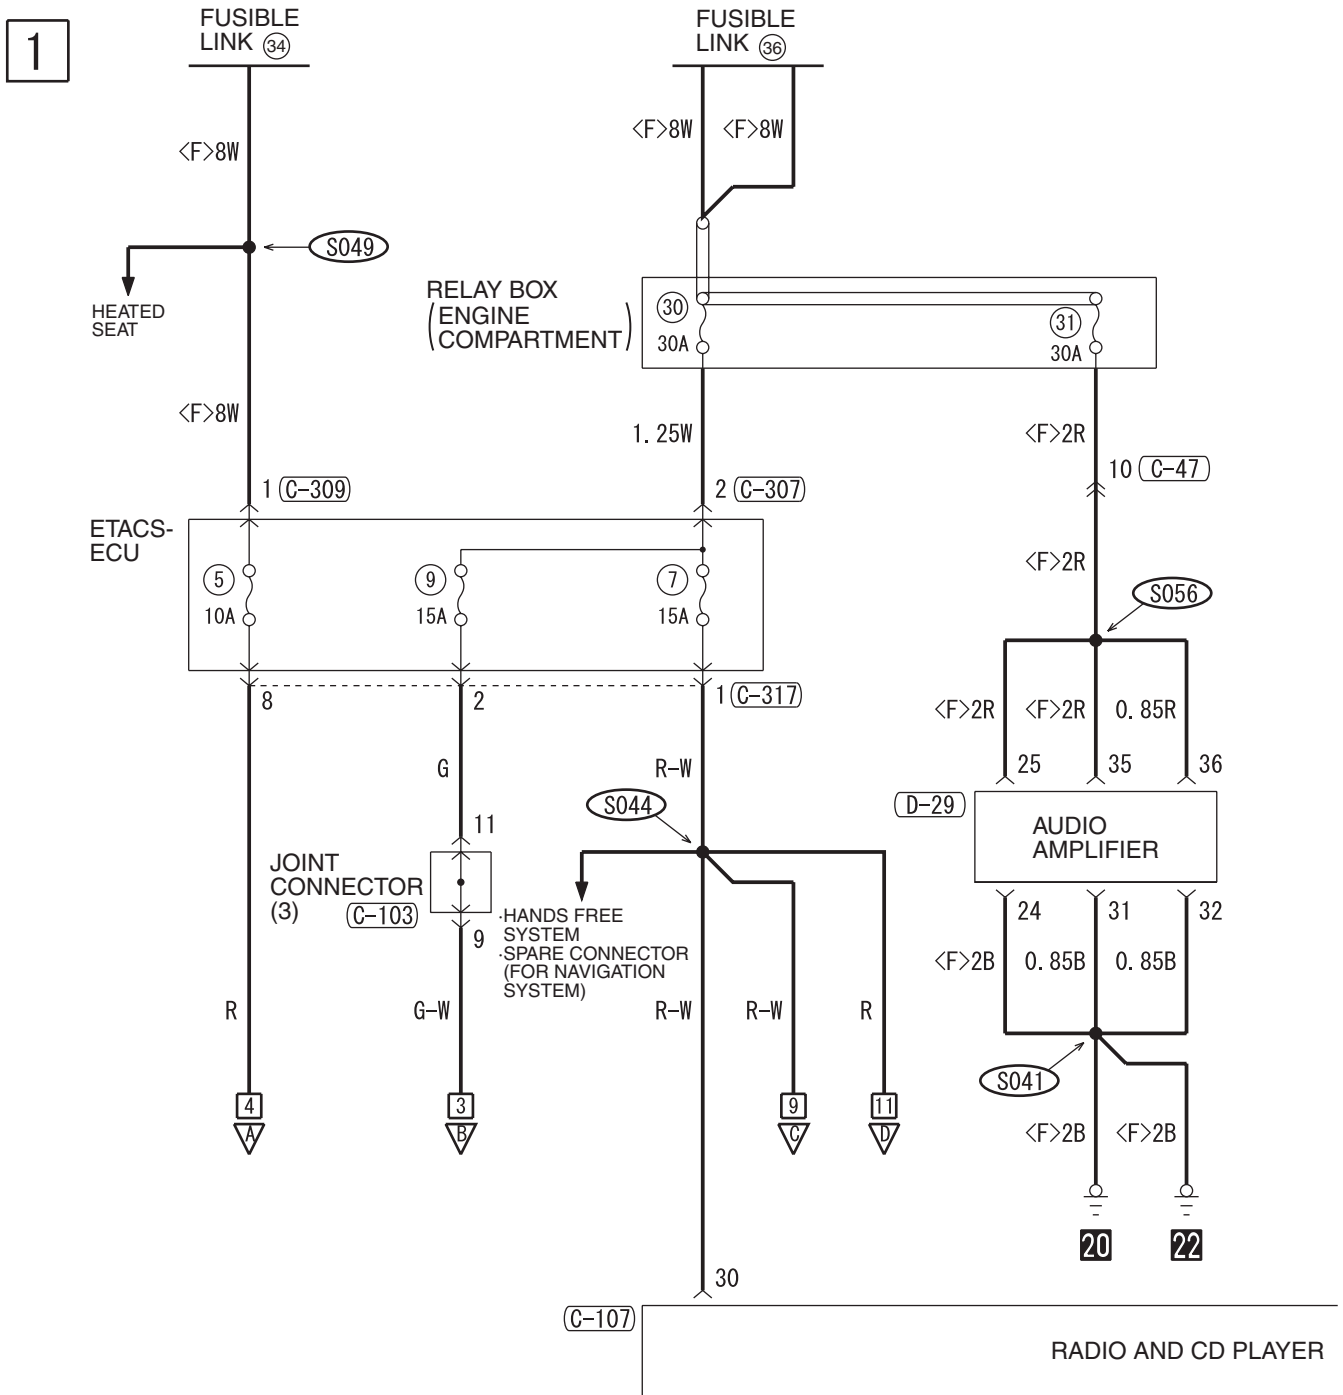 1
FUSIBLE
LINK 34
FUSIBLE
LINK 36
<F>8W
<F>8W
<F>8W
S049
HEATED
SEAT
RELAY BOX
(ENGINE
COMPARTMENT)
30
30A
31
30A
<F>8W
1.25W
<F>2R
1 C-309
2 C-307
10 C-47
ETACS-
ECU
5
10A
9
15A
7
15A
<F>2R
S056
8
2
1 C-317
<F>2R
<F>2R
0.85R
G
R-W
25
35
36
S044
D-29
AUDIO
AMPLIFIER
11
JOINT
CONNECTOR
(3)
C-103
9
·HANDS FREE
SYSTEM
·SPARE CONNECTOR
(FOR NAVIGATION
SYSTEM)
24
31
32
<F>2B
0.85B
0.85B
R
G-W
R-W
R-W
R
S041
4
A
3
B
9
C
11
D
<F>2B
<F>2B
20
22
30
C-107
RADIO AND CD PLAYER